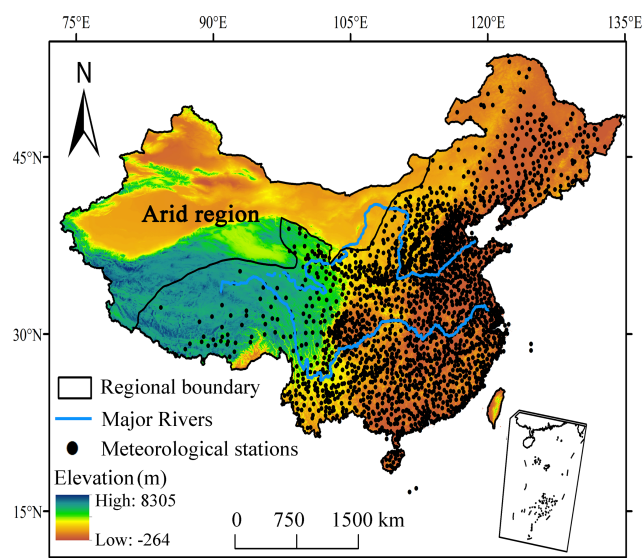 75°E 90°E 105°E 120°E 135°E
N
45°N
Arid region
30°N
Regional boundary
Major Rivers
Meteorological stations
Elevation (m)
High: 8305
Low: -264
15°N
0 750 1500 km